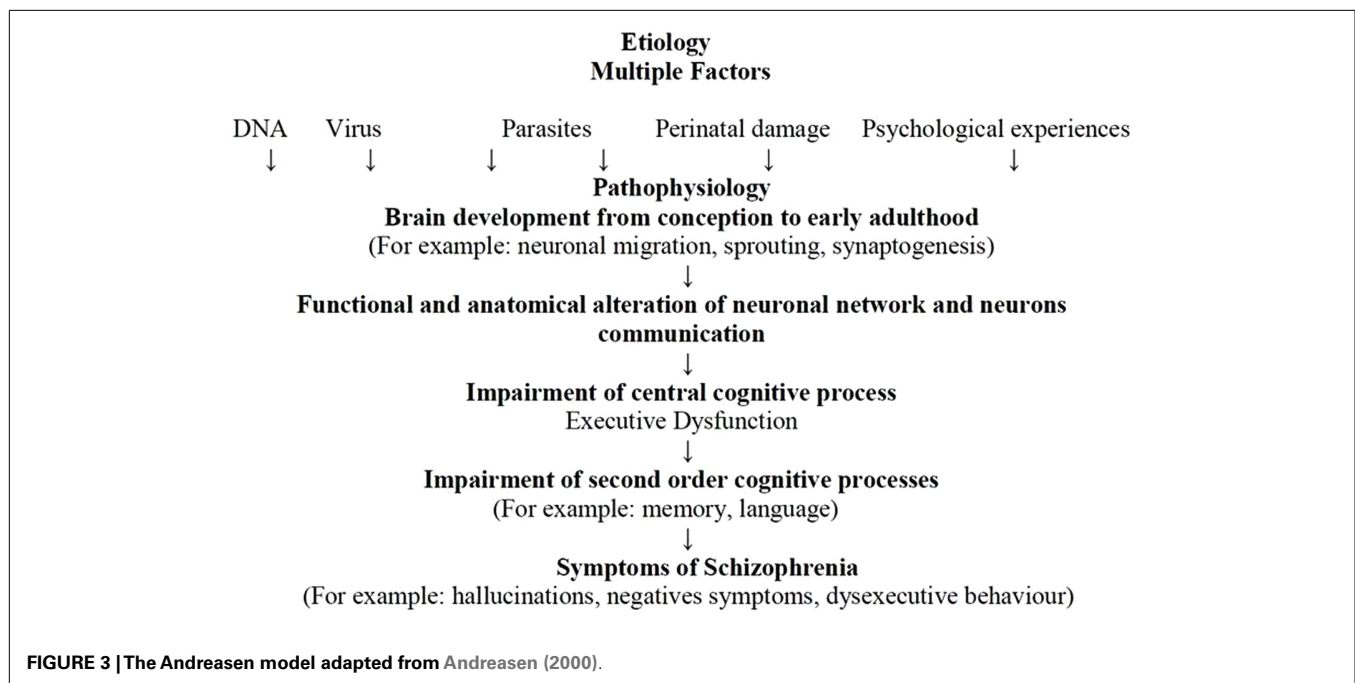 Etiology
Multiple Factors
DNA Virus Parasites Perinatal damage Psychological experiences
↓ ↓ ↓ ↓ ↓ ↓
Pathophysiology
Brain development from conception to early adulthood
(For example: neuronal migration, sprouting, synaptogenesis)
↓
Functional and anatomical alteration of neuronal network and neurons
communication
↓
Impairment of central cognitive process
Executive Dysfunction
↓
Impairment of second order cognitive processes
(For example: memory, language)
↓
Symptoms of Schizophrenia
(For example: hallucinations, negatives symptoms, dysexecutive behaviour)
FIGURE 3 | The Andreasen model adapted from Andreasen (2000).